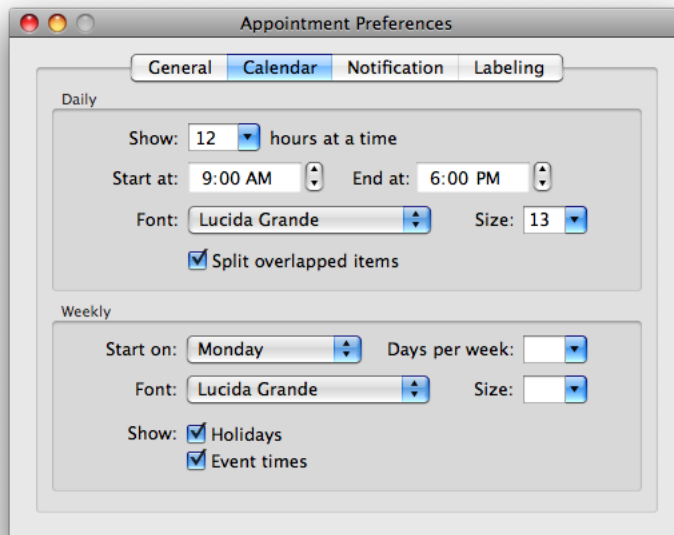 Appointment Preferences
General Calendar Notification Labeling
Daily
Show: 12 hours at a time
Start at: 9:00 AM End at: 6:00 PM
Font: Lucida Grande Size: 13
Split overlapped items
Weekly
Start on: Monday Days per week:
Font: Lucida Grande Size:
Show: Holidays
Event times